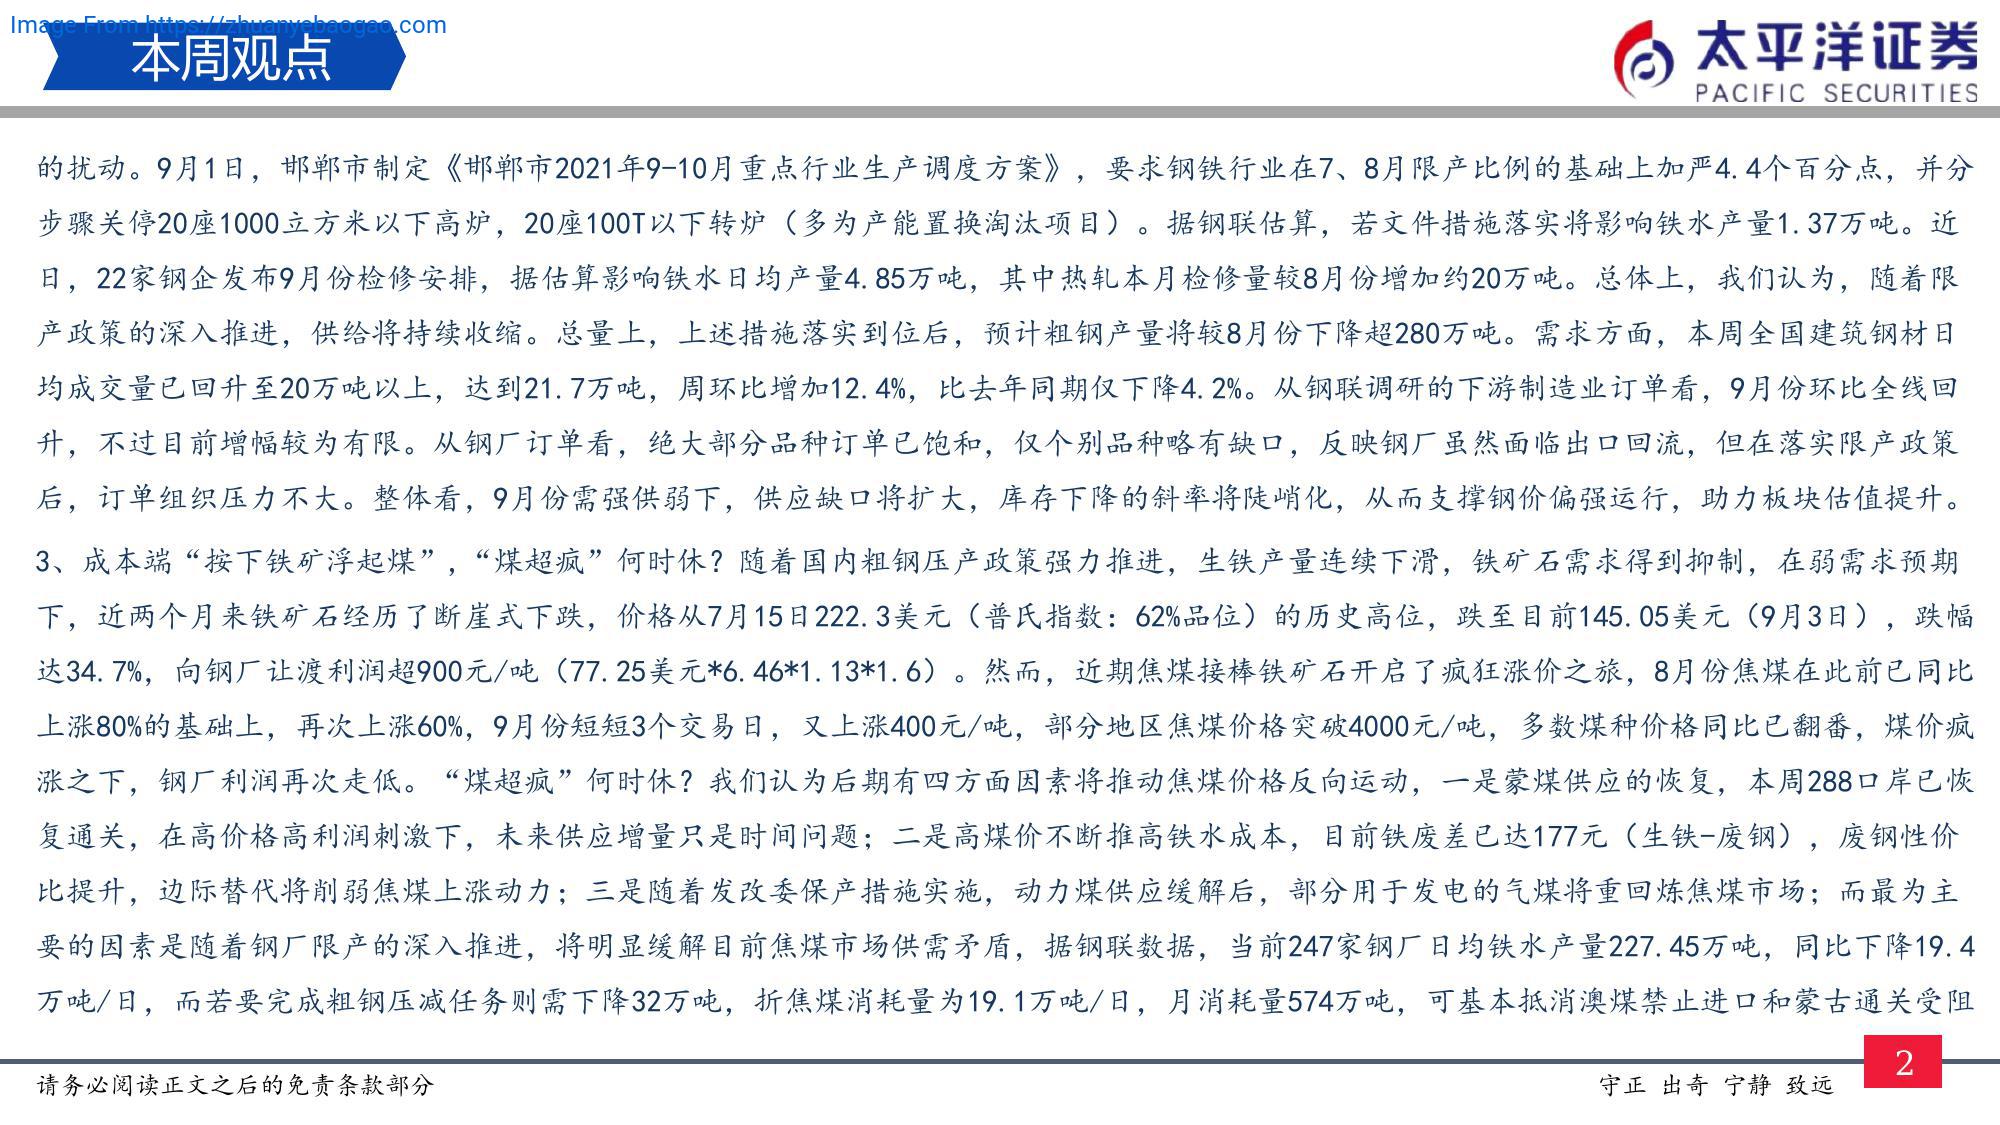 Image From https://zhuanyebaogao.com
本周观点
太平洋证券
PACIFIC SECURITIES
的扰动。9月1日，邯郸市制定《邯郸市2021年9-10月重点行业生产调度方案》，要求钢铁行业在7、8月限产比例的基础上加严4.4个百分点，并分
步骤关停20座1000立方米以下高炉，20座100T以下转炉（多为产能置换淘汰项目）。据钢联估算，若文件措施落实将影响铁水产量1.37万吨。近
日，22家钢企发布9月份检修安排，据估算影响铁水日均产量4.85万吨，其中热轧本月检修量较8月份增加约20万吨。总体上，我们认为，随着限
产政策的深入推进，供给将持续收缩。总量上，上述措施落实到位后，预计粗钢产量将较8月份下降超280万吨。需求方面，本周全国建筑钢材日
均成交量已回升至20万吨以上，达到21.7万吨，周环比增加12.4%，比去年同期仅下降4.2%。从钢联调研的下游制造业订单看，9月份环比全线回
升，不过目前增幅较为有限。从钢厂订单看，绝大部分品种订单已饱和，仅个别品种略有缺口，反映钢厂虽然面临出口回流，但在落实限产政策
后，订单组织压力不大。整体看，9月份需强供弱下，供应缺口将扩大，库存下降的斜率将陡峭化，从而支撑钢价偏强运行，助力板块估值提升。
3、成本端“按下铁矿浮起煤”，“煤超疯”何时休？随着国内粗钢压产政策强力推进，生铁产量连续下滑，铁矿石需求得到抑制，在弱需求预期
下，近两个月来铁矿石经历了断崖式下跌，价格从7月15日222.3美元（普氏指数：62%品位）的历史高位，跌至目前145.05美元（9月3日），跌幅
达34.7%，向钢厂让渡利润超900元/吨（77.25美元*6.46*1.13*1.6）。然而，近期焦煤接棒铁矿石开启了疯狂涨价之旅，8月份焦煤在此前已同比
上涨80%的基础上，再次上涨60%，9月份短短3个交易日，又上涨400元/吨，部分地区焦煤价格突破4000元/吨，多数煤种价格同比已翻番，煤价疯
涨之下，钢厂利润再次走低。“煤超疯”何时休？我们认为后期有四方面因素将推动焦煤价格反向运动，一是蒙煤供应的恢复，本周288口岸已恢
复通关，在高价格高利润刺激下，未来供应增量只是时间问题；二是高煤价不断推高铁水成本，目前铁废差已达177元（生铁-废钢），废钢性价
比提升，边际替代将削弱焦煤上涨动力；三是随着发改委保产措施实施，动力煤供应缓解后，部分用于发电的气煤将重回炼焦煤市场；而最为主
要的因素是随着钢厂限产的深入推进，将明显缓解目前焦煤市场供需矛盾，据钢联数据，当前247家钢厂日均铁水产量227.45万吨，同比下降19.4
万吨/日，而若要完成粗钢压减任务则需下降32万吨，折焦煤消耗量为19.1万吨/日，月消耗量574万吨，可基本抵消澳煤禁止进口和蒙古通关受阻
请务必阅读正文之后的免责条款部分
守正 出奇 宁静 致远
2